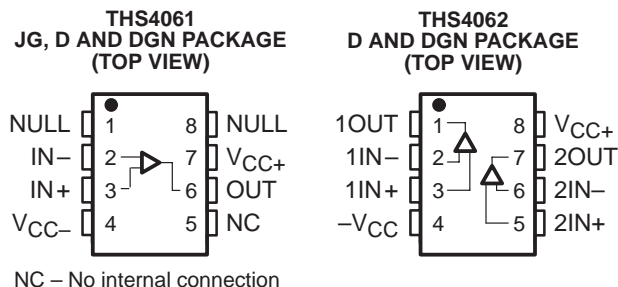 THS4061
JG, D AND DGN PACKAGE
(TOP VIEW)
NULL 1 8 NULL
IN− 2 7 VCC+
IN+ 3 6 OUT
VCC− 4 5 NC
NC – No internal connection
THS4062
D AND DGN PACKAGE
(TOP VIEW)
1OUT 1 8 VCC+
1IN− 2 7 2OUT
1IN+ 3 6 2IN−
−VCC 4 5 2IN+